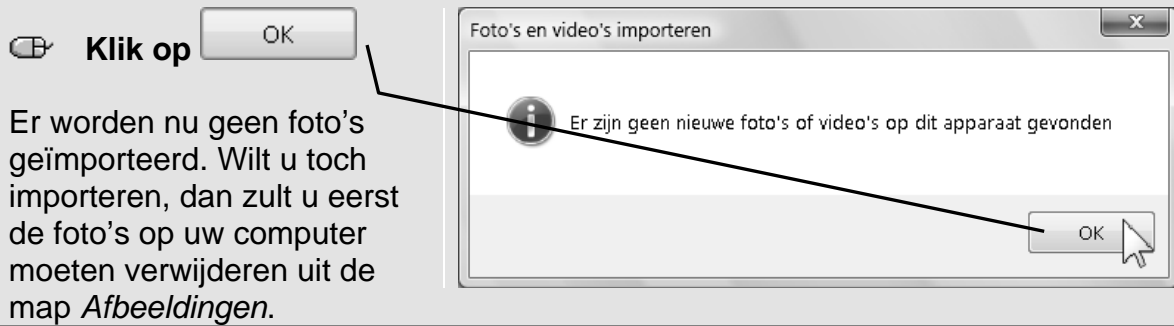 Klik op OK
Er worden nu geen foto's
geïmporteerd. Wilt u toch
importeren, dan zult u eerst
de foto's op uw computer
moeten verwijderen uit de
map Afbeeldingen.
Foto's en video's importeren
Er zijn geen nieuwe foto's of video's op dit apparaat gevonden
OK